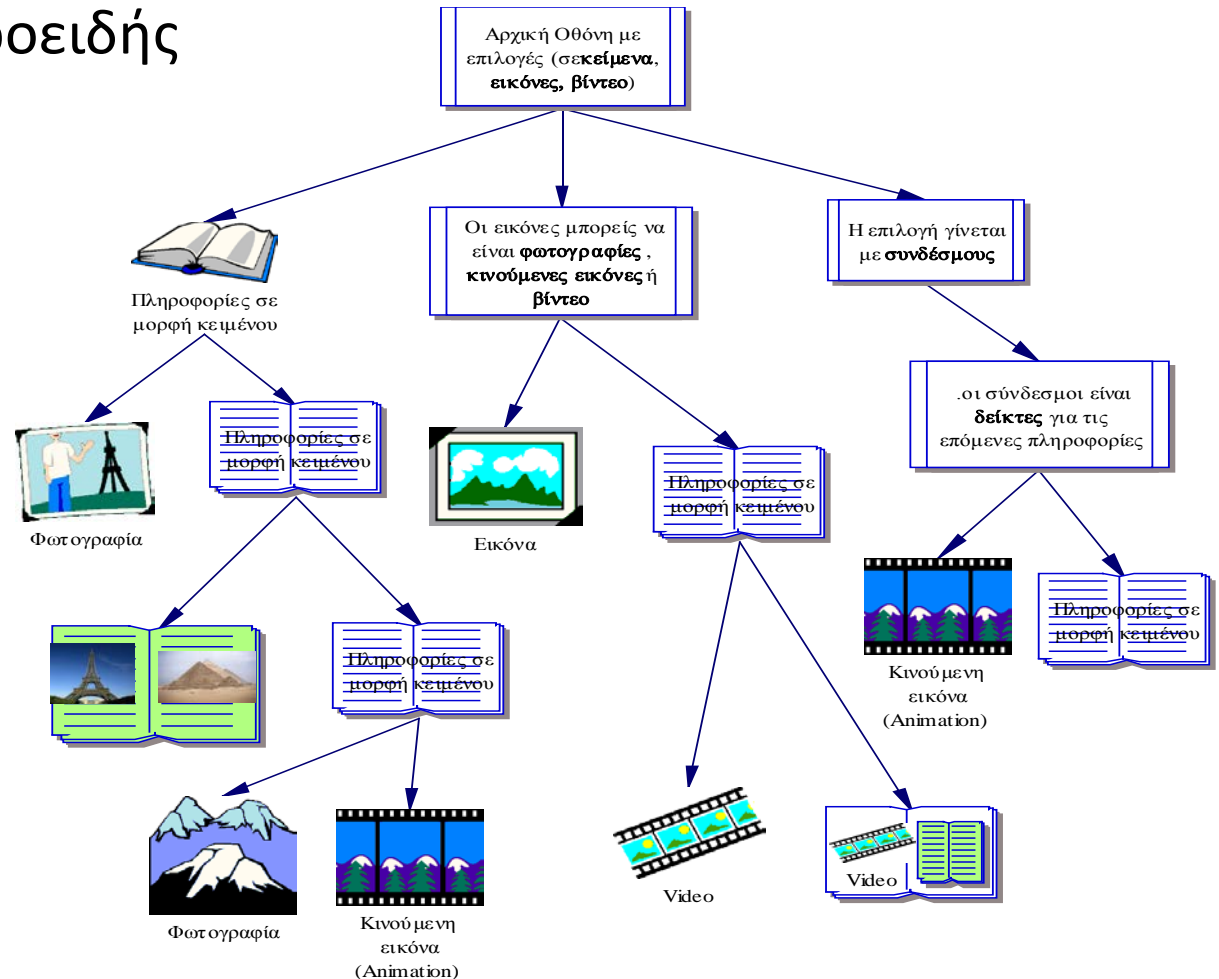 ροειδής
Αρχική Οθόνη με
επιλογές (σεκείμενα,
εικόνες, βίντεο)
Πληροφορίες σε
μορφή κειμένου
Οι εικόνες μπορείς να
είναι φωτογραφίες ,
κινούμενες εικόνες ή
βίντεο
Η επιλογή γίνεται
με συνδέσμους
.οι σύνδεσμοι είναι
δείκτες για τις
επόμενες πληροφορίες
Φωτογραφία
Πληροφορίες σε
μορφή κειμένου
Εικόνα
Πληροφορίες σε
μορφή κειμένου
Κινούμενη
εικόνα
(Animation)
Πληροφορίες σε
μορφή κειμένου
Πληροφορίες σε
μορφή κειμένου
Φωτογραφία
Κινούμενη
εικόνα
(Animation)
Video
Video